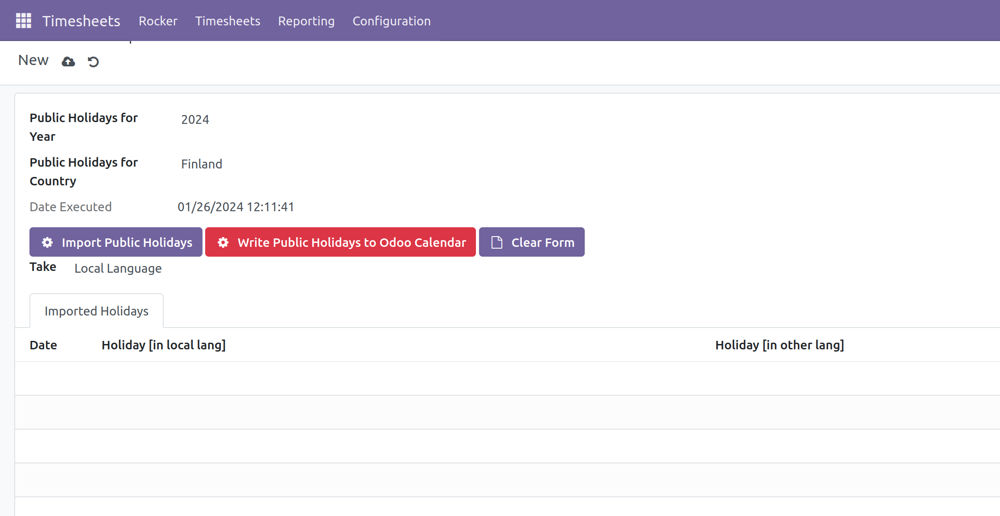 Timesheets Rocker Timesheets Reporting Configuration
New
Public Holidays for Year 2024
Public Holidays for Country Finland
Date Executed 01/26/2024 12:11:41
Import Public Holidays Write Public Holidays to Odoo Calendar Clear Form
Take Local Language
Imported Holidays
Date Holiday [in local lang] Holiday [in other lang]